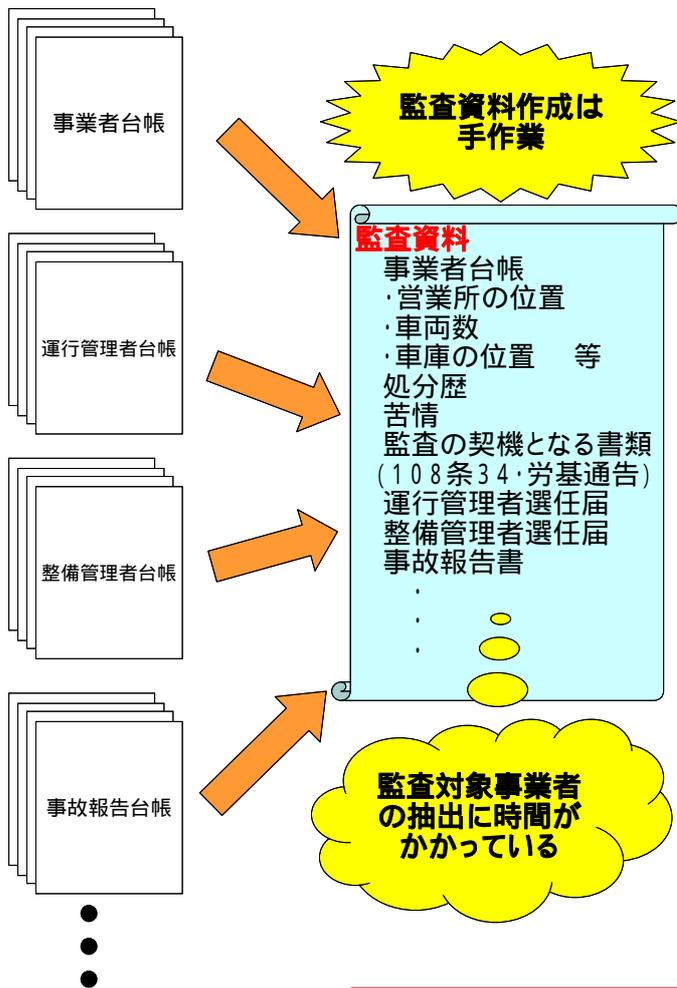 事業者台帳
運行管理者台帳
整備管理者台帳
事故報告台帳
監査資料作成は
手作業
監査資料
事業者台帳
・営業所の位置
・車両数
・車庫の位置　等
処分歴
苦情
監査の契機となる書類
(108条34・労基通告)
運行管理者選任届
整備管理者選任届
事故報告書
・
・
・
監査対象事業者
の抽出に時間が
かかっている